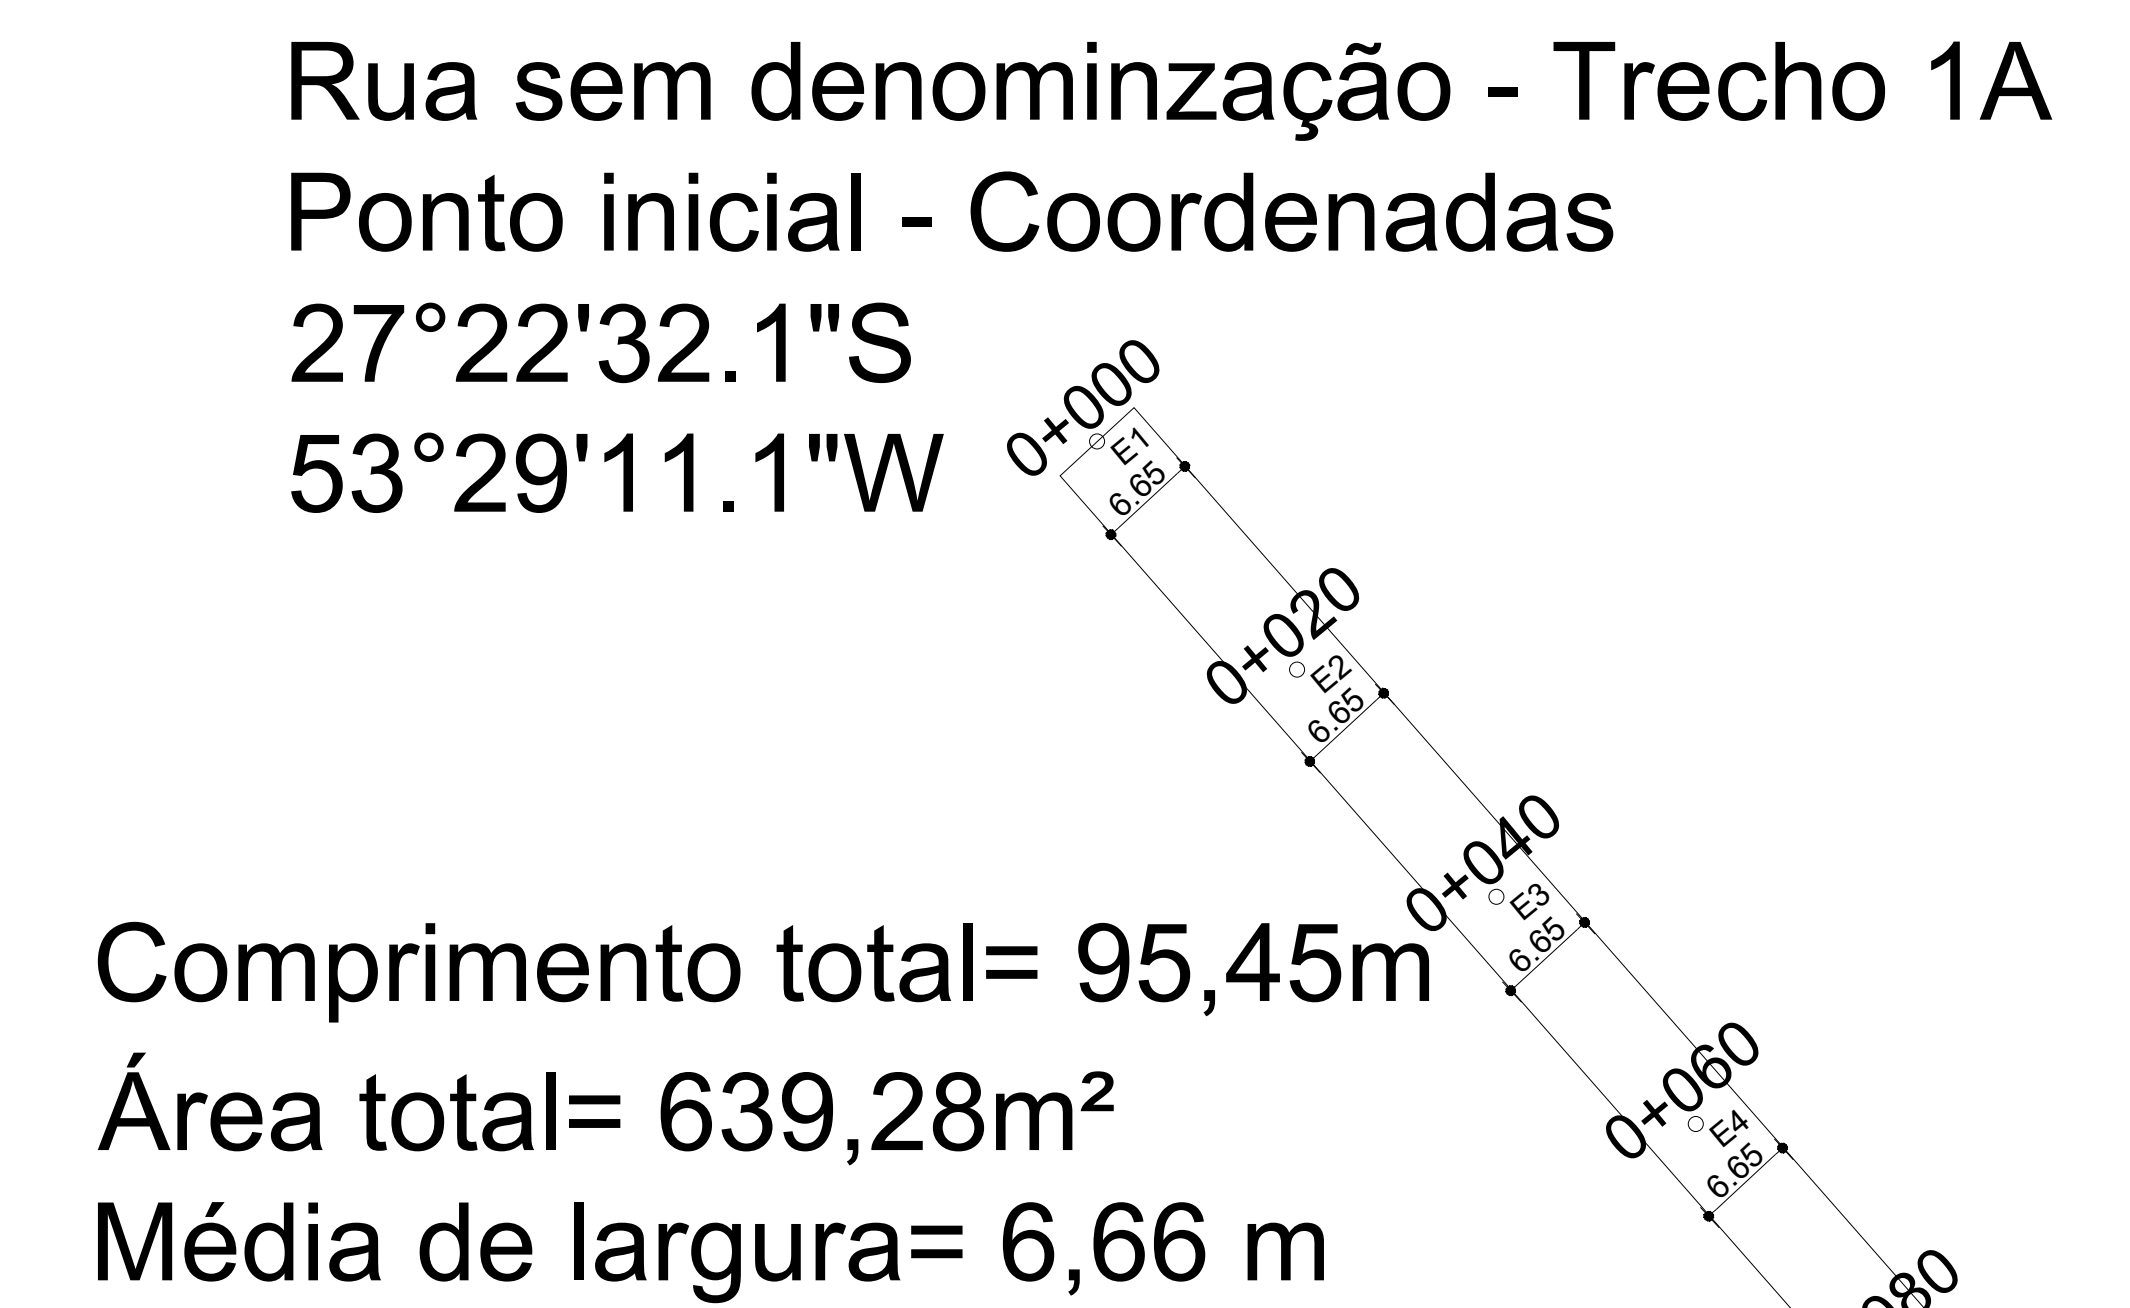 Rua sem denominzação - Trecho 1A
Ponto inicial - Coordenadas
27°22'32.1"S
53°29'11.1"W
0+000
E1
6.65
0+020
E2
6.65
0+040
E3
6.65
Comprimento total= 95,45m
0+060
E4
6.65
Área total= 639,28m²
Média de largura= 6,66 m